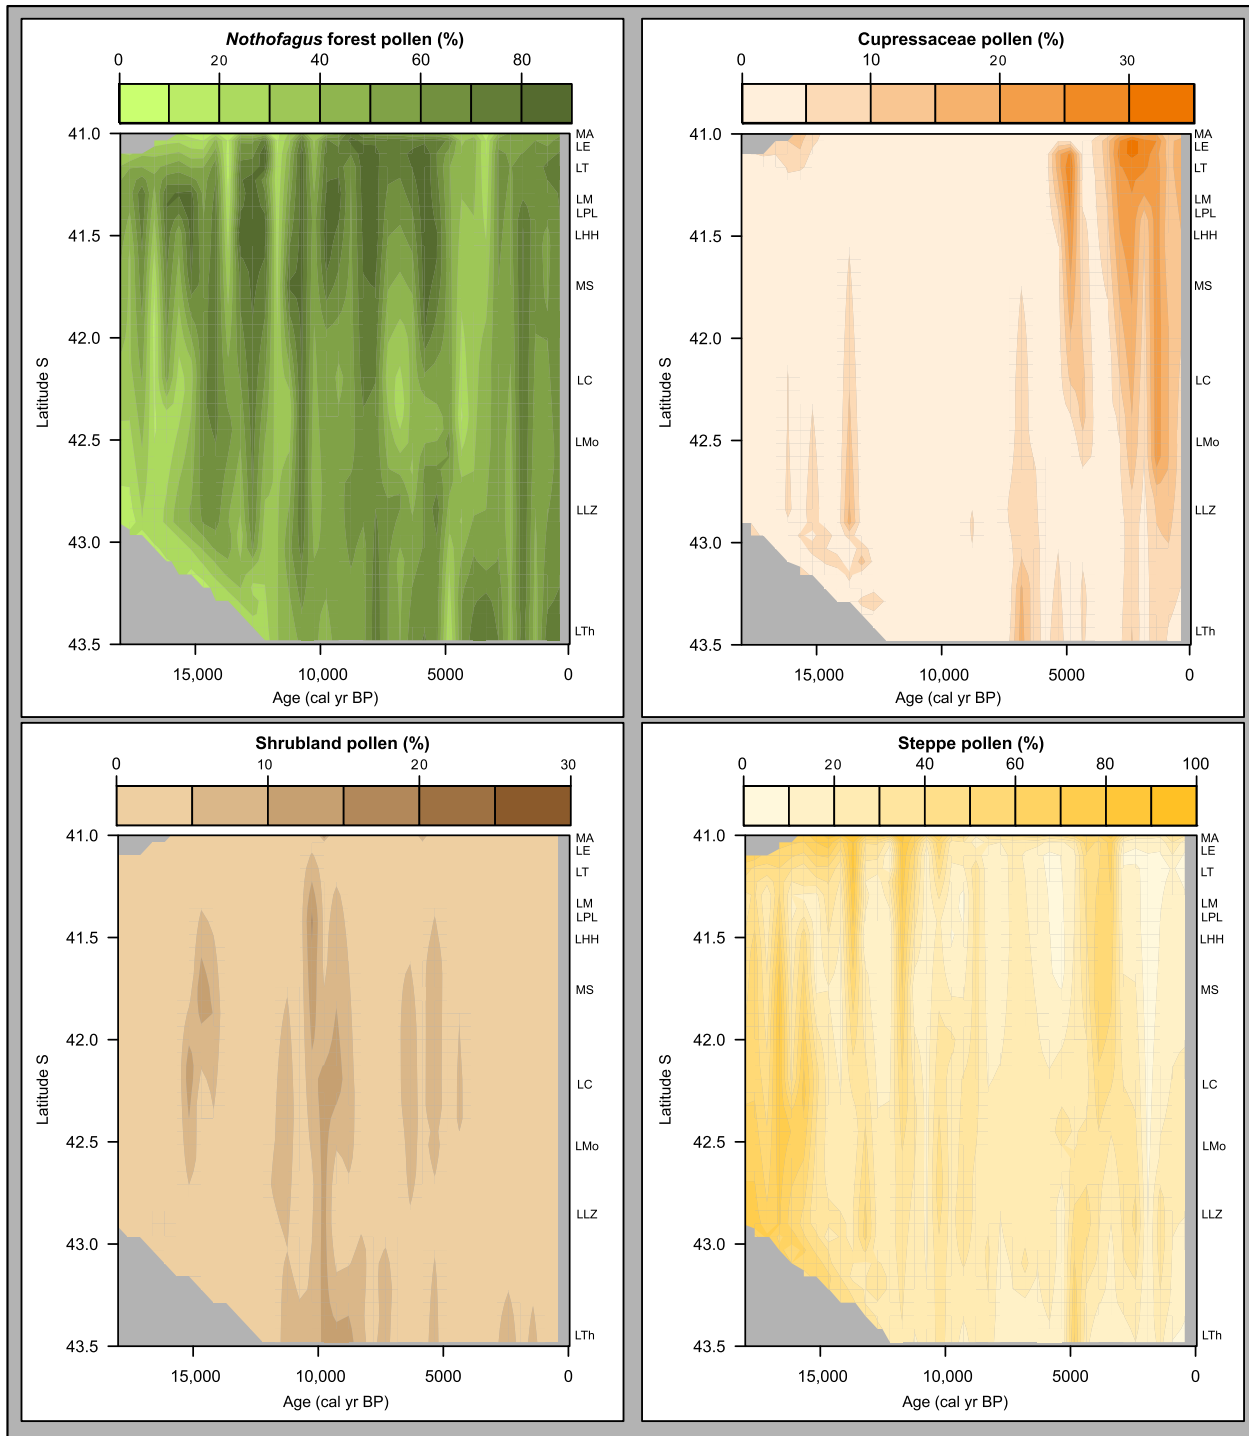 Nothofagus forest pollen (%)
0 20 40 60 80
41.0
41.5
42.0
42.5
43.0
43.5
Latitude S
MA
LE
LT
LM
LPL
LHH
MS
LC
LMo
LLZ
LTh
15,000 10,000 5000 0
Age (cal yr BP)
Cupressaceae pollen (%)
0 10 20 30
41.0
41.5
42.0
42.5
43.0
43.5
Latitude S
MA
LE
LT
LM
LPL
LHH
MS
LC
LMo
LLZ
LTh
15,000 10,000 5000 0
Age (cal yr BP)
Shrubland pollen (%)
0 10 20 30
41.0
41.5
42.0
42.5
43.0
43.5
Latitude S
MA
LE
LT
LM
LPL
LHH
MS
LC
LMo
LLZ
LTh
15,000 10,000 5000 0
Age (cal yr BP)
Steppe pollen (%)
0 20 40 60 80 100
41.0
41.5
42.0
42.5
43.0
43.5
Latitude S
MA
LE
LT
LM
LPL
LHH
MS
LC
LMo
LLZ
LTh
15,000 10,000 5000 0
Age (cal yr BP)